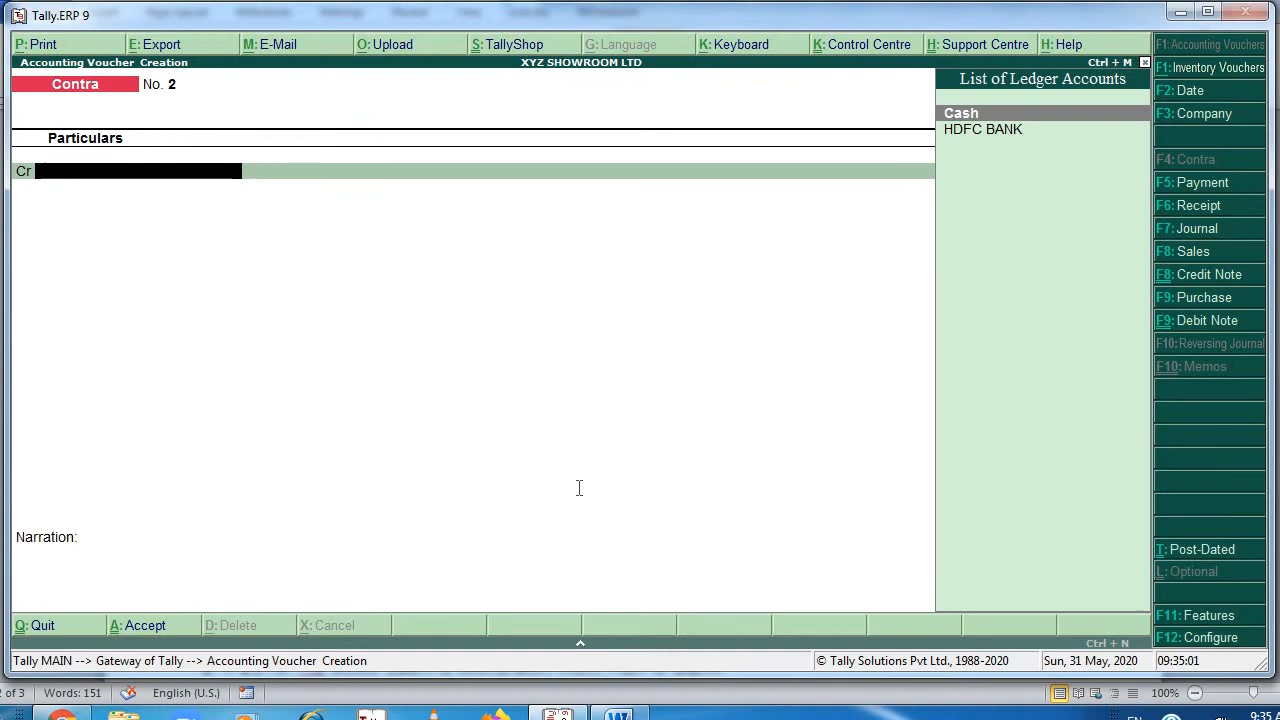 Tally.ERP 9
P: Print E: Export M: E-Mail O: Upload S: TallyShop G: Language K: Keyboard K: Control Centre H: Support Centre H: Help
Accounting Voucher Creation XYZ SHOWROOM LTD Ctrl + M
Contra No. 2
Particulars
Cr
Narration:
List of Ledger Accounts
Cash
HDFC BANK
F1: Accounting Vouchers
F1: Inventory Vouchers
F2: Date
F3: Company
F4: Contra
F5: Payment
F6: Receipt
F7: Journal
F8: Sales
F8: Credit Note
F9: Purchase
F9: Debit Note
F10: Reversing Journal
F10: Memos
T: Post-Dated
L: Optional
F11: Features
F12: Configure
Q: Quit A: Accept D: Delete X: Cancel
Ctrl + N
Tally MAIN --> Gateway of Tally --> Accounting Voucher Creation © Tally Solutions Pvt Ltd., 1988-2020 Sun, 31 May, 2020 09:35:01
of 3 Words: 151 English (U.S.) 100%
EN 9:35